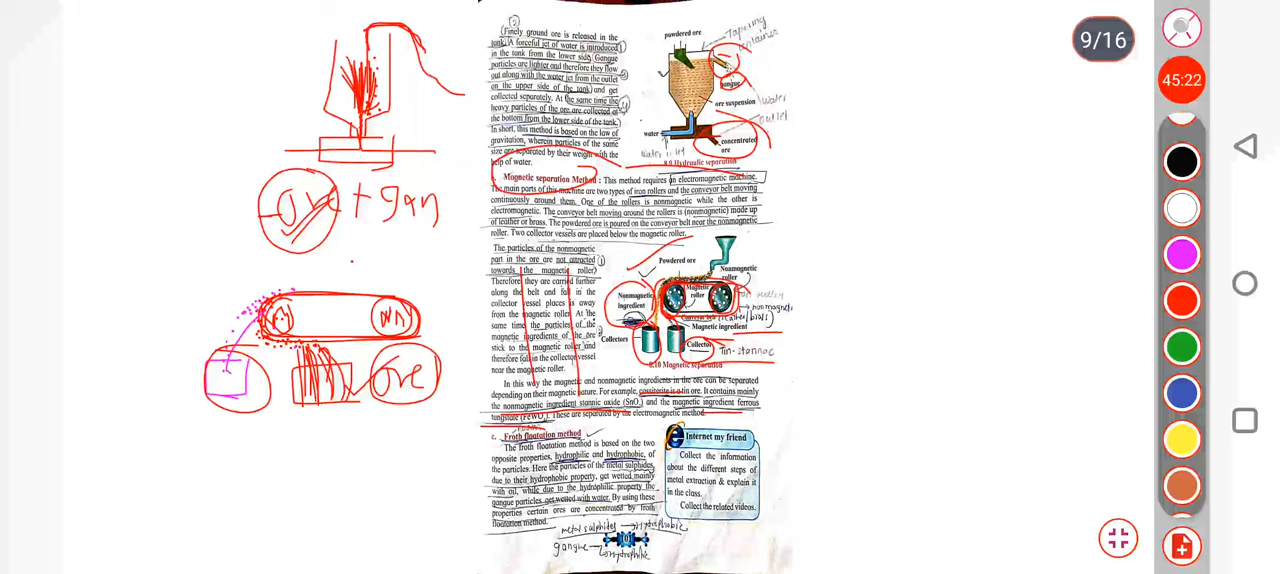 9/16
45:22
(2)
(Finely ground ore is released in the
tank. A forceful jet of water is introduced (1)
in the tank from the lower side. Gangue
particles are lighter and therefore they flow
out along with the water jet from the outlet
on the upper side of the tank) and get
collected separately. At (the same time the
heavy particles of the ore are collected at
the bottom from the lower side of the tank.)
In short, this method is based on the law of
gravitation, wherein particles of the same
size are separated by their weight with the
help of water.
powdered ore
Tapering
container
gangue
ore suspension
water
outlet
water
concentrated
ore
water inlet
8.9 Hydraulic separation
+ gan
Magnetic separation Method : This method requires an electromagnetic machine.
The main parts of this machine are two types of iron rollers and the conveyor belt moving
continuously around them. One of the rollers is nonmagnetic while the other is
electromagnetic. The conveyor belt moving around the rollers is (nonmagnetic) made up
of leather or brass. The powdered ore is poured on the conveyor belt near the nonmagnetic
roller. Two collector vessels are placed below the magnetic roller.
The particles of the nonmagnetic
part in the ore are not attracted (1)
towards the magnetic roller)
Therefore they are carried further
along the belt and fall in the
collector vessel places is away
from the magnetic roller. At the
same time the particles of the
magnetic ingredients of the ore
stick to the magnetic roller and
therefore fall in the collector vessel
near the magnetic roller.
Powdered ore
Nonmagnetic
roller
Magnetic
roller
Nonmagnetic
ingredient
nonmagnetic
Conveyor belt (leather/brass)
Magnetic ingredient
Collectors
Collector
Tin-stannac
8.10 Magnetic separation
ore
In this way the magnetic and nonmagnetic ingredients in the ore can be separated
depending on their magnetic nature. For example, cassiterite is a tin ore. It contains mainly
the nonmagnetic ingredient stannic oxide (SnO₂) and the magnetic ingredient ferrous
tungstate (FeWO₄). These are separated by the electromagnetic method.
c. Froth floatation method
The froth floatation method is based on the two
opposite properties, hydrophilic and hydrophobic, of
the particles. Here the particles of the metal sulphides,
due to their hydrophobic property, get wetted mainly
with oil, while due to the hydrophilic property the
gangue particles get wetted with water. By using these
properties certain ores are concentrated by froth
floatation method.
Internet my friend
Collect the information
about the different steps of
metal extraction & explain it
in the class.
Collect the related videos.
metal sulphites → Hydrophobic
gangue → Hydrophilic